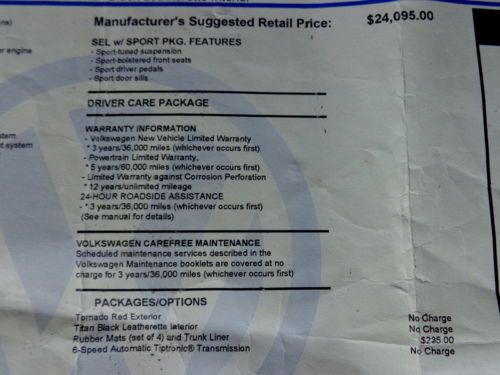 Manufacturer's Suggested Retail Price: $24,095.00
SEL w/ SPORT PKG. FEATURES
er engine - Sport-tuned suspension
- Sport-bolstered front seats
- Sport driver pedals
- Sport door sills
DRIVER CARE PACKAGE
WARRANTY INFORMATION
- Volkswagen New Vehicle Limited Warranty
* 3 years/36,000 miles (whichever occurs first)
- Powertrain Limited Warranty,
* 5 years/60,000 miles (whichever occurs first)
- Limited Warranty against Corrosion Perforation
* 12 years/unlimited mileage
24-HOUR ROADSIDE ASSISTANCE
- * 3 years/36,000 miles (whichever occurs first)
(See manual for details)
stem
t system
VOLKSWAGEN CAREFREE MAINTENANCE
Scheduled maintenance services described in the
Volkswagen Maintenance booklets are covered at no
charge for 3 years/36,000 miles (whichever occurs first)
PACKAGES/OPTIONS
Tornado Red Exterior No Charge
Titan Black Leatherette Interior No Charge
Rubber Mats (set of 4) and Trunk Liner $235.00
6-Speed Automatic Tiptronic® Transmission No Charge